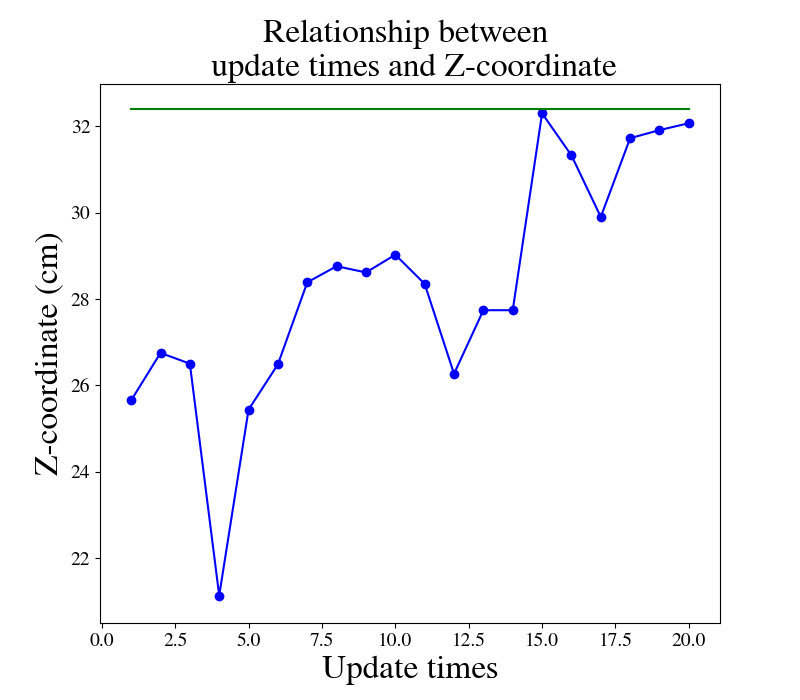 Relationship between
update times and Z-coordinate
Z-coordinate (cm)
32
30
28
26
24
22
0.0 2.5 5.0 7.5 10.0 12.5 15.0 17.5 20.0
Update times